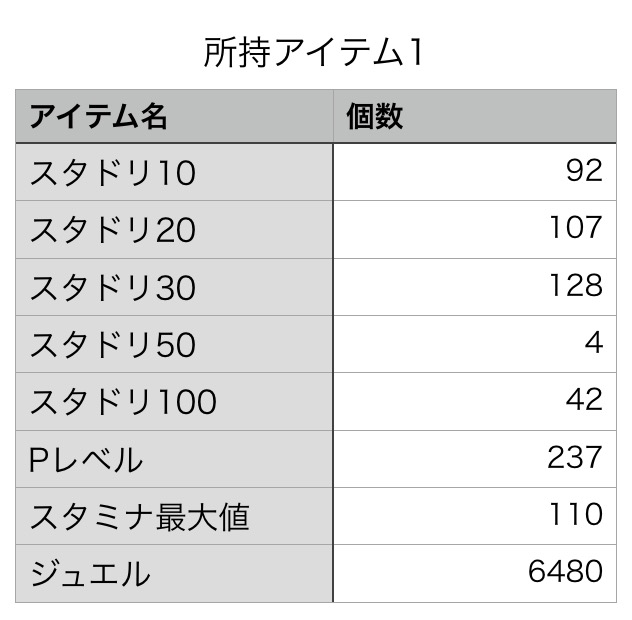 所持アイテム1
アイテム名 個数
スタドリ10 92
スタドリ20 107
スタドリ30 128
スタドリ50 4
スタドリ100 42
Pレベル 237
スタミナ最大値 110
ジュエル 6480